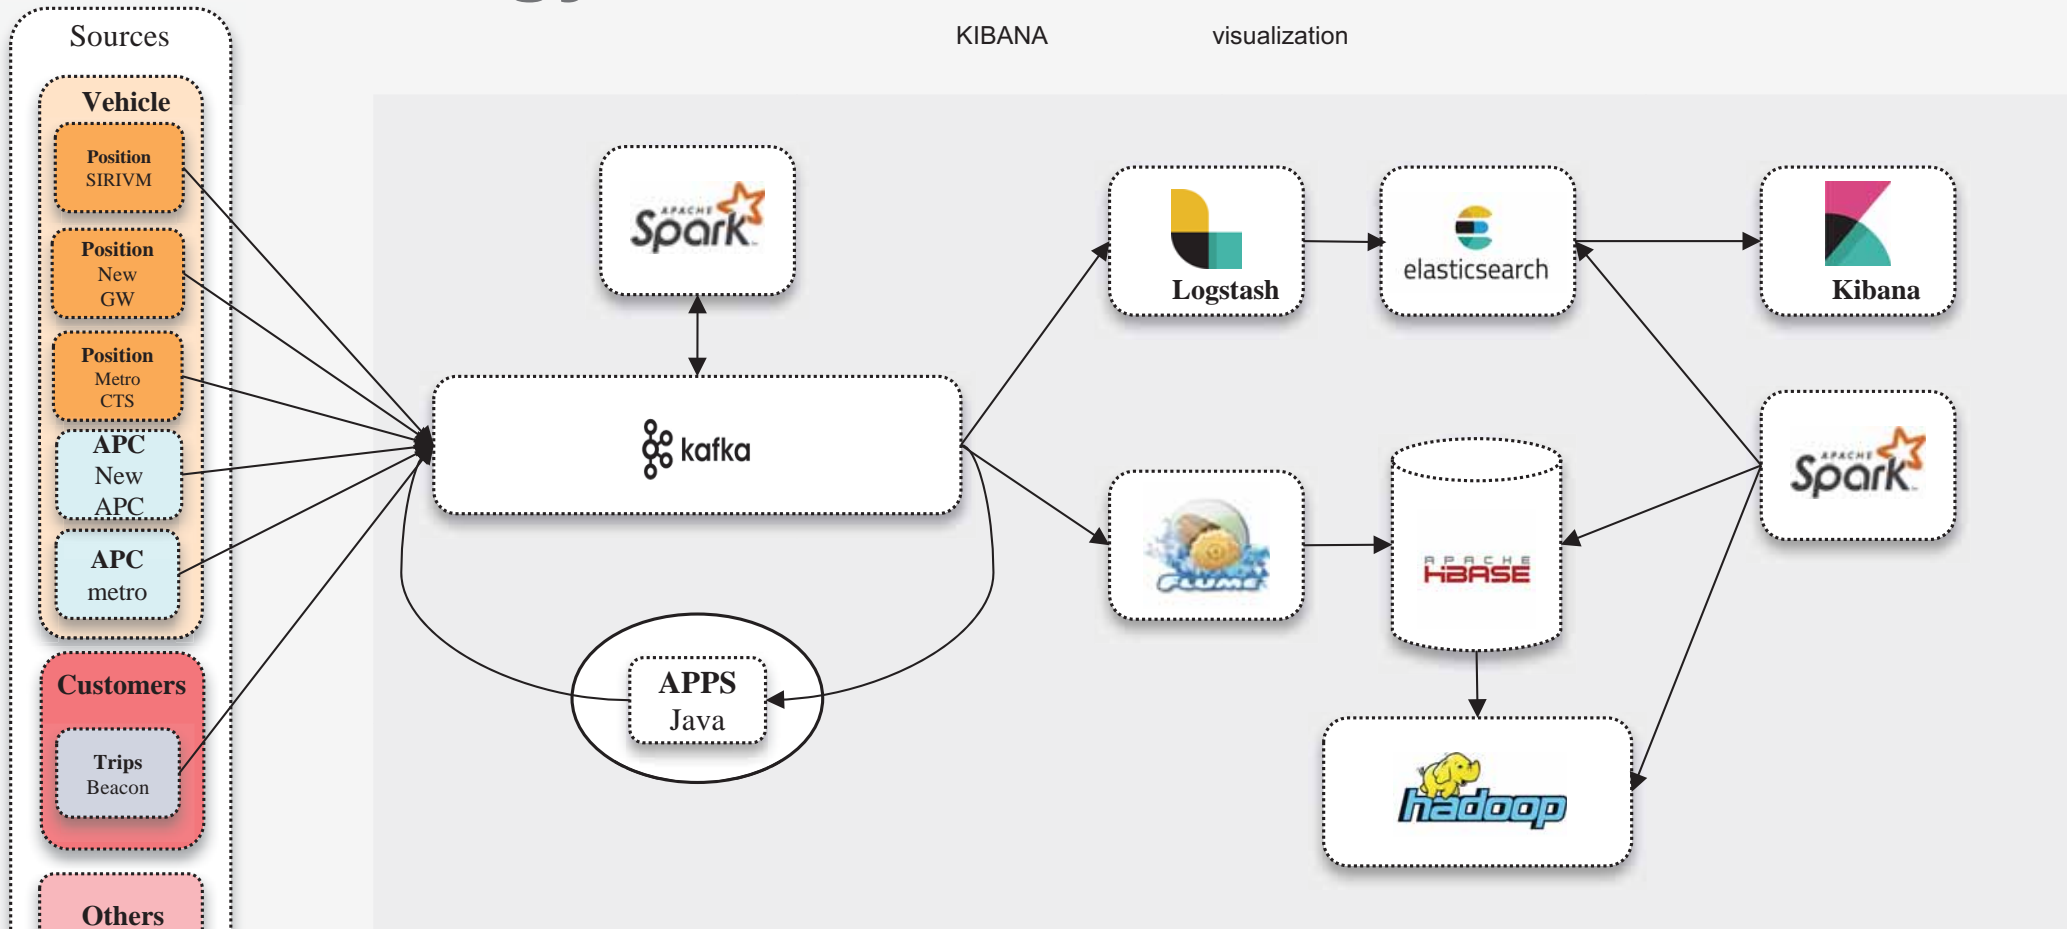 Sources
KIBANA visualization
Vehicle
Position
SIRIVM
Position
New
GW
Position
Metro
CTS
APC
New
APC
APC
metro
Customers
Trips
Beacon
Others
APACHE
Spark
kafka
APPS
Java
Logstash
elasticsearch
Kibana
FLUME
APACHE
HBASE
APACHE
Spark
hadoop